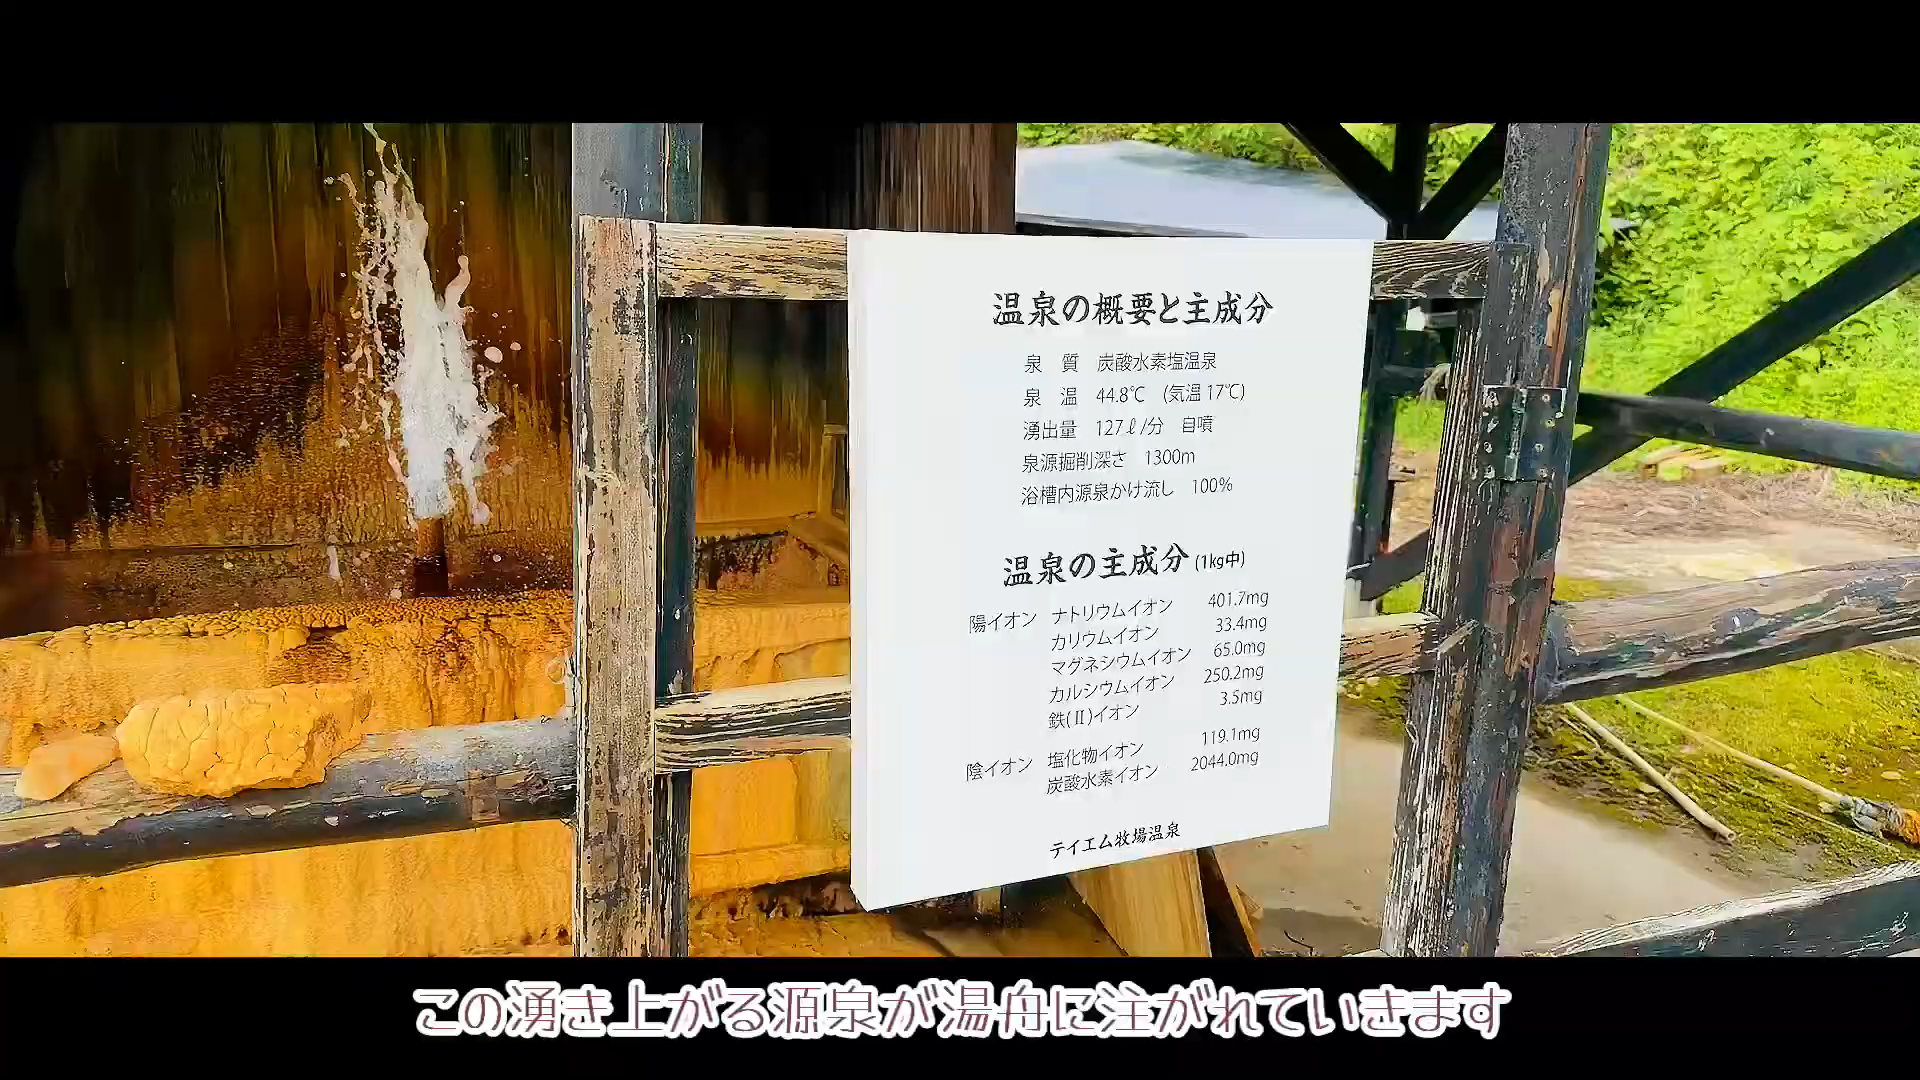 温泉の概要と主成分
泉　質　炭酸水素塩温泉
泉　温　44.8℃　(気温 17℃)
湧出量　127ℓ/分　自噴
泉源掘削深さ　1300m
浴槽内源泉かけ流し　100%
温泉の主成分 (1kg中)
陽イオン　ナトリウムイオン　401.7mg
カリウムイオン　33.4mg
マグネシウムイオン　65.0mg
カルシウムイオン　250.2mg
鉄(Ⅱ)イオン　3.5mg
陰イオン　塩化物イオン　119.1mg
炭酸水素イオン　2044.0mg
テイエム牧場温泉
この湧き上がる源泉が湯舟に注がれていきます